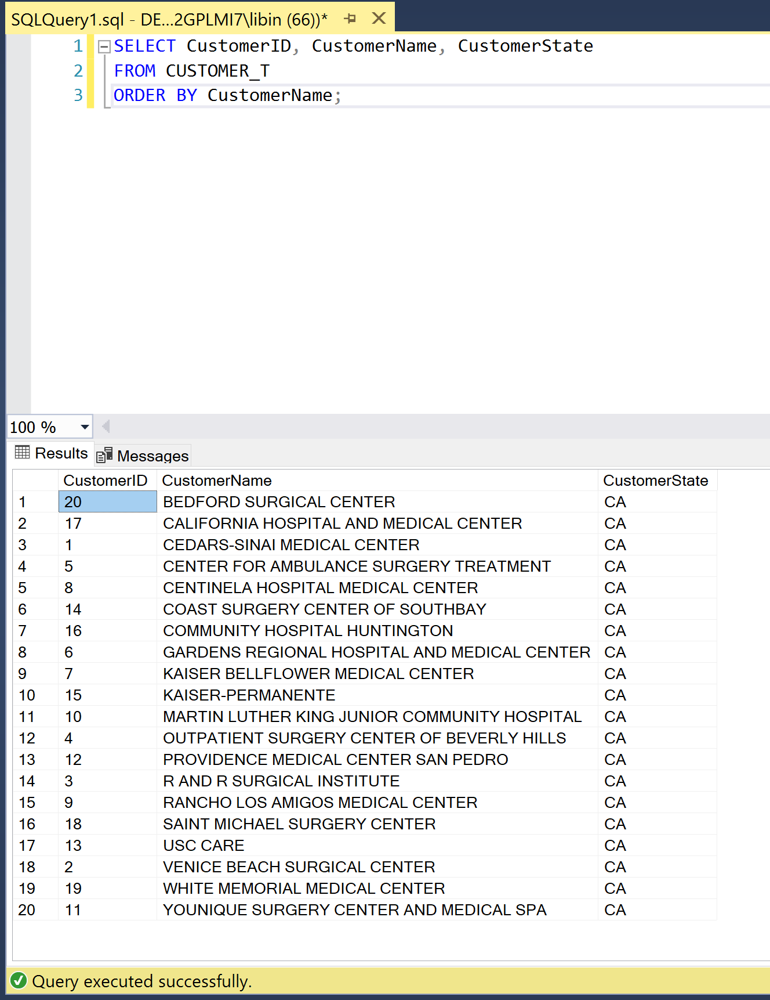 SQLQuery1.sql - DE...2GPLMI7\libin (66))*
1 SELECT CustomerID, CustomerName, CustomerState
2 FROM CUSTOMER_T
3 ORDER BY CustomerName;
100 %
Results Messages
CustomerID CustomerName CustomerState
1 20 BEDFORD SURGICAL CENTER CA
2 17 CALIFORNIA HOSPITAL AND MEDICAL CENTER CA
3 1 CEDARS-SINAI MEDICAL CENTER CA
4 5 CENTER FOR AMBULANCE SURGERY TREATMENT CA
5 8 CENTINELA HOSPITAL MEDICAL CENTER CA
6 14 COAST SURGERY CENTER OF SOUTHBAY CA
7 16 COMMUNITY HOSPITAL HUNTINGTON CA
8 6 GARDENS REGIONAL HOSPITAL AND MEDICAL CENTER CA
9 7 KAISER BELLFLOWER MEDICAL CENTER CA
10 15 KAISER-PERMANENTE CA
11 10 MARTIN LUTHER KING JUNIOR COMMUNITY HOSPITAL CA
12 4 OUTPATIENT SURGERY CENTER OF BEVERLY HILLS CA
13 12 PROVIDENCE MEDICAL CENTER SAN PEDRO CA
14 3 R AND R SURGICAL INSTITUTE CA
15 9 RANCHO LOS AMIGOS MEDICAL CENTER CA
16 18 SAINT MICHAEL SURGERY CENTER CA
17 13 USC CARE CA
18 2 VENICE BEACH SURGICAL CENTER CA
19 19 WHITE MEMORIAL MEDICAL CENTER CA
20 11 YOUNIQUE SURGERY CENTER AND MEDICAL SPA CA
Query executed successfully.